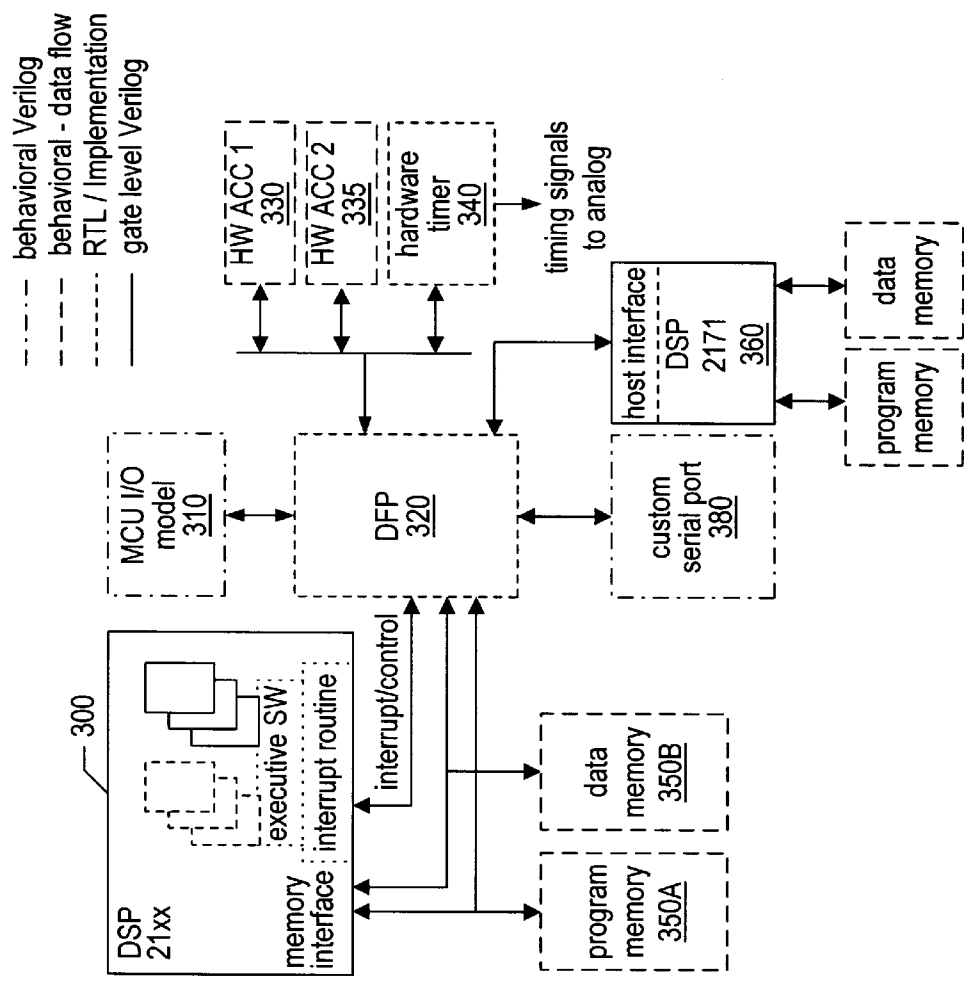 behavioral Verilog
behavioral - data flow
RTL / Implementation
gate level Verilog
300
DSP
21xx
executive SW
interrupt routine
memory
interface
interrupt/control
MCU I/O
model
310
DFP
320
HW ACC 1
330
HW ACC 2
335
hardware
timer
340
timing signals
to analog
program
memory
350A
data
memory
350B
custom
serial port
380
host interface
DSP
2171
360
program
memory
data
memory